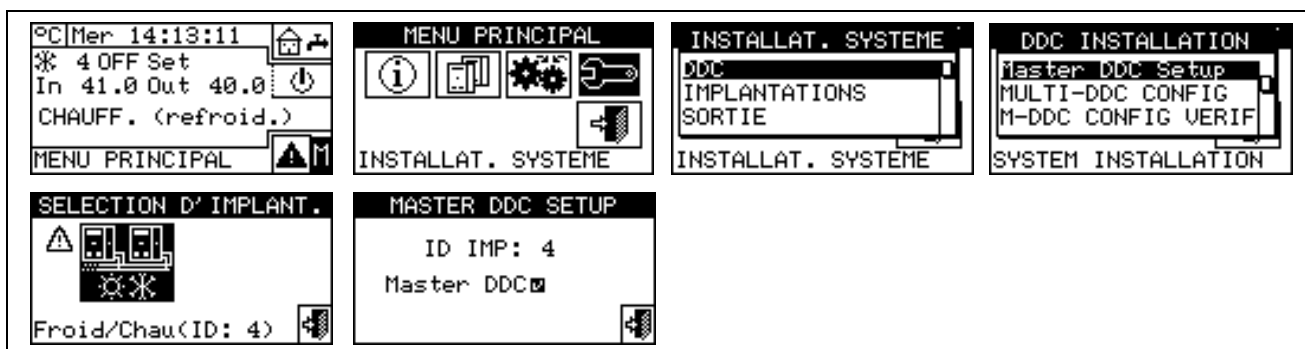 °C Mer 14:13:11
4 OFF Set
In 41.0 Out 40.0
CHAUFF. (refroid.)
MENU PRINCIPAL M
MENU PRINCIPAL
i
INSTALLAT. SYSTEME
INSTALLAT. SYSTEME
DDC
IMPLANTATIONS
SORTIE
INSTALLAT. SYSTEME
DDC INSTALLATION
Master DDC Setup
MULTI-DDC CONFIG
M-DDC CONFIG VERIF
SYSTEM INSTALLATION
SELECTION D'IMPLANT.
Froid/Chau(ID: 4)
MASTER DDC SETUP
ID IMP: 4
Master DDC